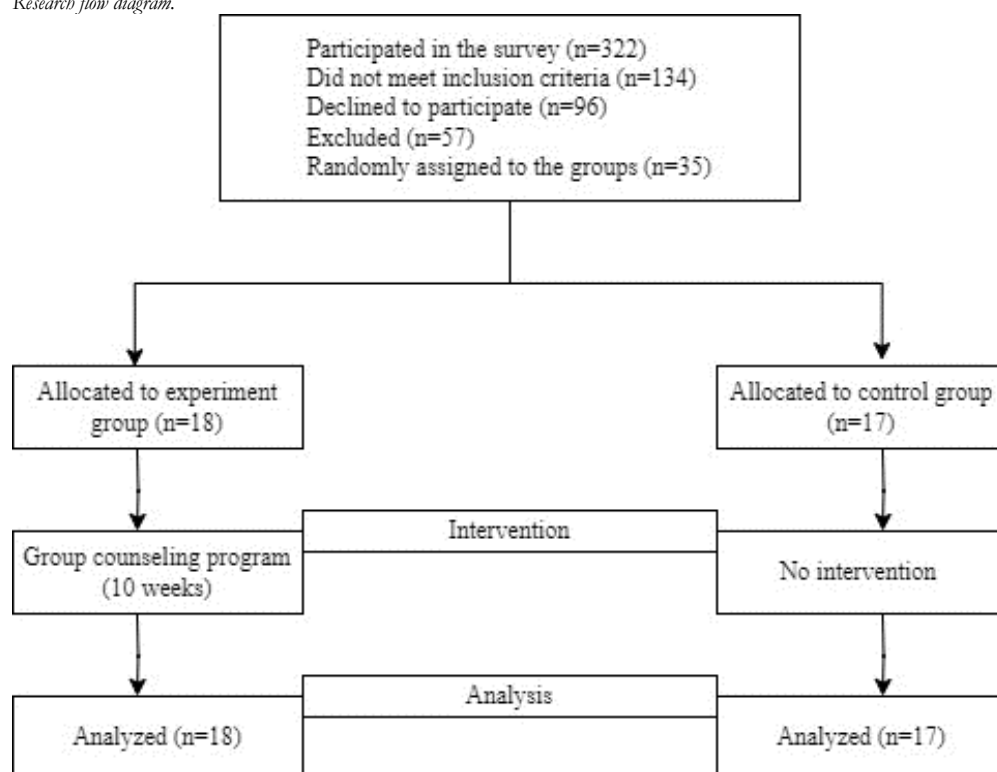 Research flow diagram.
Participated in the survey (n=322)
Did not meet inclusion criteria (n=134)
Declined to participate (n=96)
Excluded (n=57)
Randomly assigned to the groups (n=35)
Allocated to experiment
group (n=18)
Allocated to control group
(n=17)
Intervention
Group counseling program
(10 weeks)
No intervention
Analysis
Analyzed (n=18)
Analyzed (n=17)